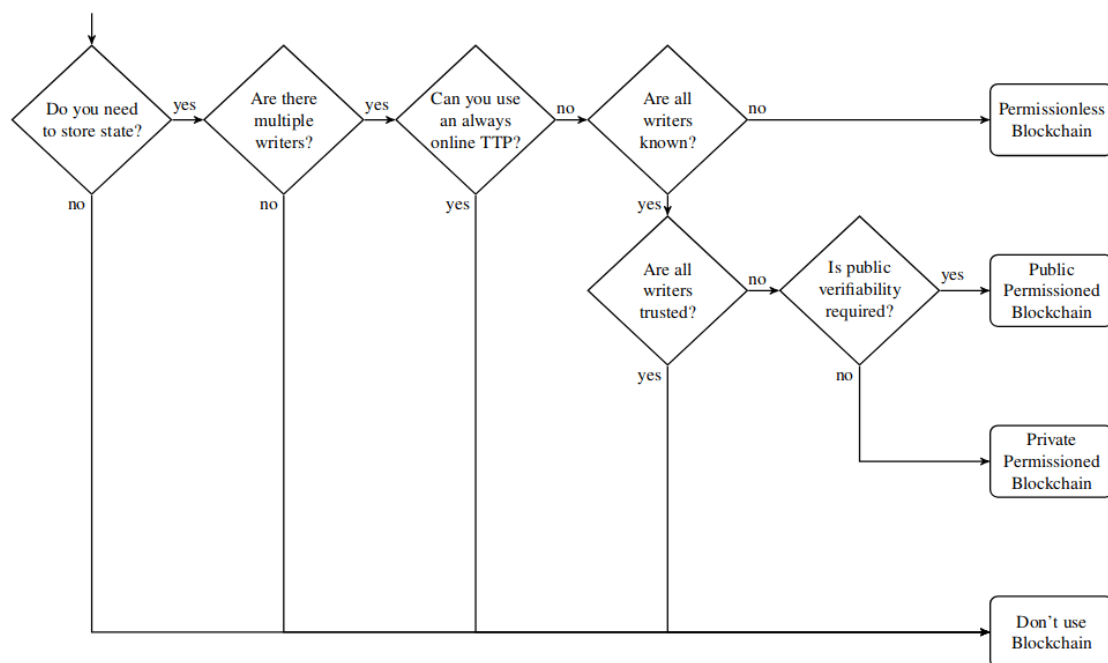 Do you need
to store state?
yes
Are there
multiple
writers?
yes
Can you use
an always
online TTP?
no
Are all
writers
known?
no
Permissionless
Blockchain
no
no
yes
yes
Are all
writers
trusted?
no
Is public
verifiability
required?
yes
Public
Permissioned
Blockchain
yes
no
Private
Permissioned
Blockchain
Don't use
Blockchain